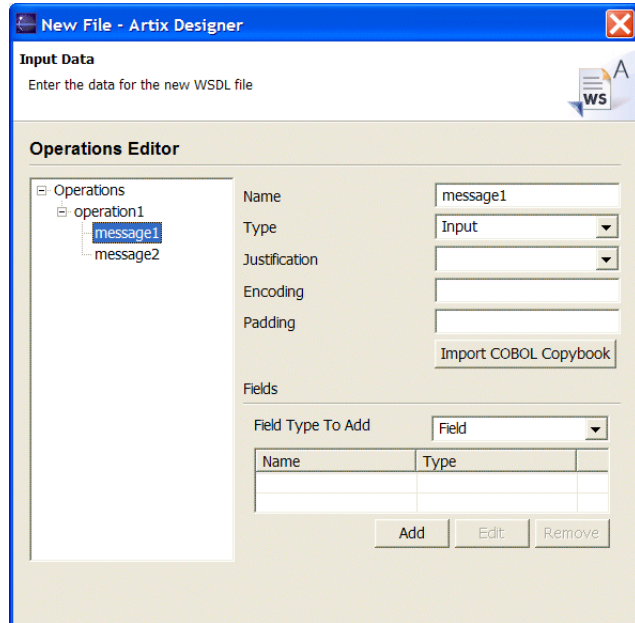 New File - Artix Designer
Input Data
Enter the data for the new WSDL file
A
WS
Operations Editor
Operations
operation1
message1
message2
Name message1
Type Input
Justification
Encoding
Padding
Import COBOL Copybook
Fields
Field Type To Add Field
Name Type
Add Edit Remove